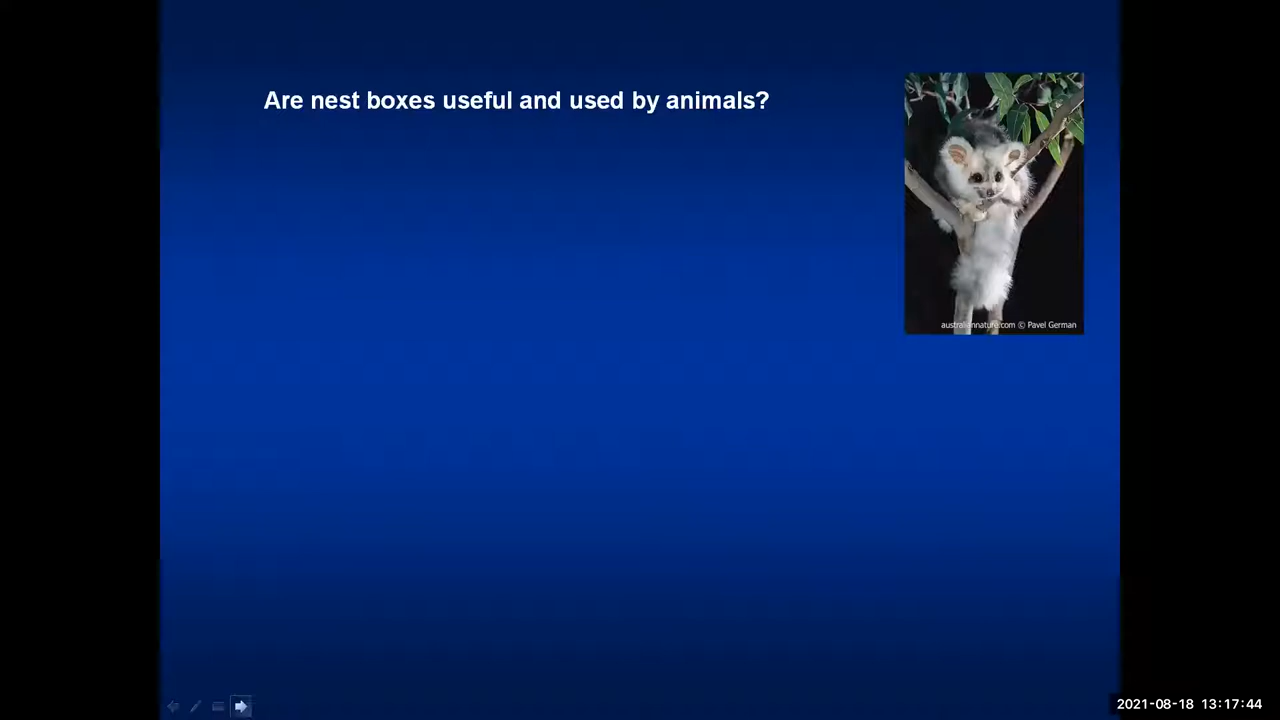 Are nest boxes useful and used by animals?
australiannature.com © Pavel German
2021-08-18 13:17:44